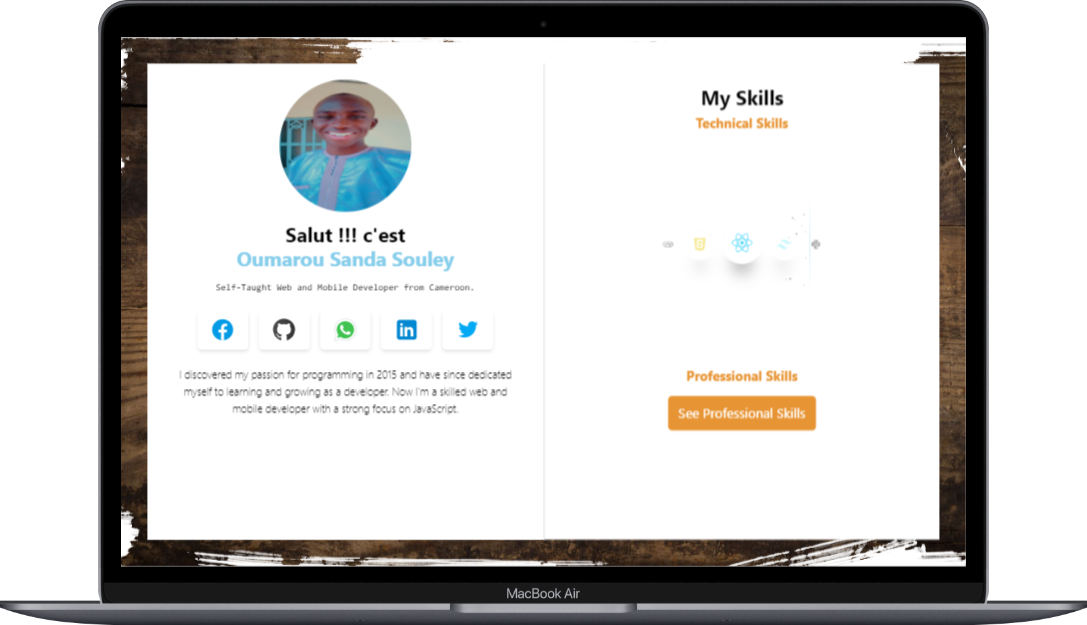 Salut !!! c'est
Oumarou Sanda Souley
Self-Taught Web and Mobile Developer from Cameroon.
I discovered my passion for programming in 2015 and have since dedicated
myself to learning and growing as a developer. Now I'm a skilled web and
mobile developer with a strong focus on JavaScript.
My Skills
Technical Skills
Professional Skills
See Professional Skills
MacBook Air